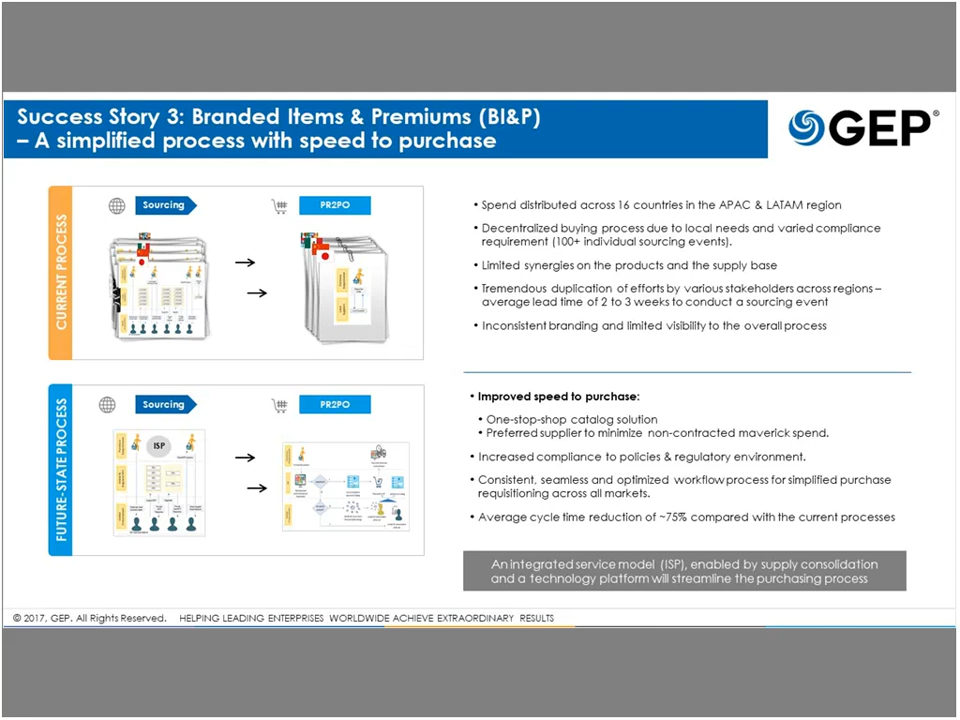 Success Story 3: Branded Items & Premiums (BI&P)
– A simplified process with speed to purchase
GEP®
CURRENT PROCESS
Sourcing
PR2PO
• Spend distributed across 16 countries in the APAC & LATAM region
• Decentralized buying process due to local needs and varied compliance
requirement (100+ individual sourcing events).
• Limited synergies on the products and the supply base
• Tremendous duplication of efforts by various stakeholders across regions –
average lead time of 2 to 3 weeks to conduct a sourcing event
• Inconsistent branding and limited visibility to the overall process
FUTURE-STATE PROCESS
Sourcing
PR2PO
ISP
• Improved speed to purchase:
• One-stop-shop catalog solution
• Preferred supplier to minimize non-contracted maverick spend.
• Increased compliance to policies & regulatory environment.
• Consistent, seamless and optimized workflow process for simplified purchase
requisitioning across all markets.
• Average cycle time reduction of ~75% compared with the current processes
An integrated service model (ISP), enabled by supply consolidation
and a technology platform will streamline the purchasing process
© 2017, GEP. All Rights Reserved. HELPING LEADING ENTERPRISES WORLDWIDE ACHIEVE EXTRAORDINARY RESULTS